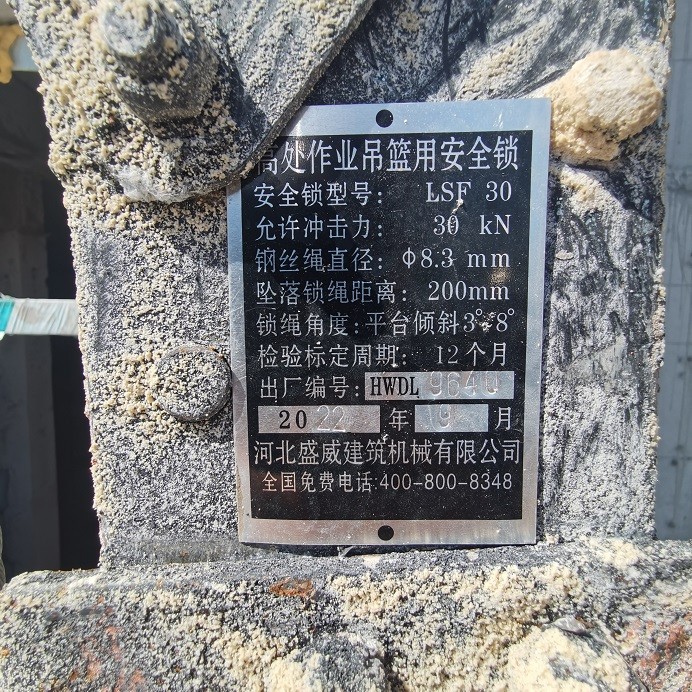 高处作业吊篮用安全锁
安全锁型号: LSF 30
允许冲击力: 30 kN
钢丝绳直径: Φ8.3 mm
坠落锁绳距离: 200mm
锁绳角度:平台倾斜3°~8°
检验标定周期: 12个月
出厂编号: HWDL 9640
2022 年 月
河北盛威建筑机械有限公司
全国免费电话:400-800-8348